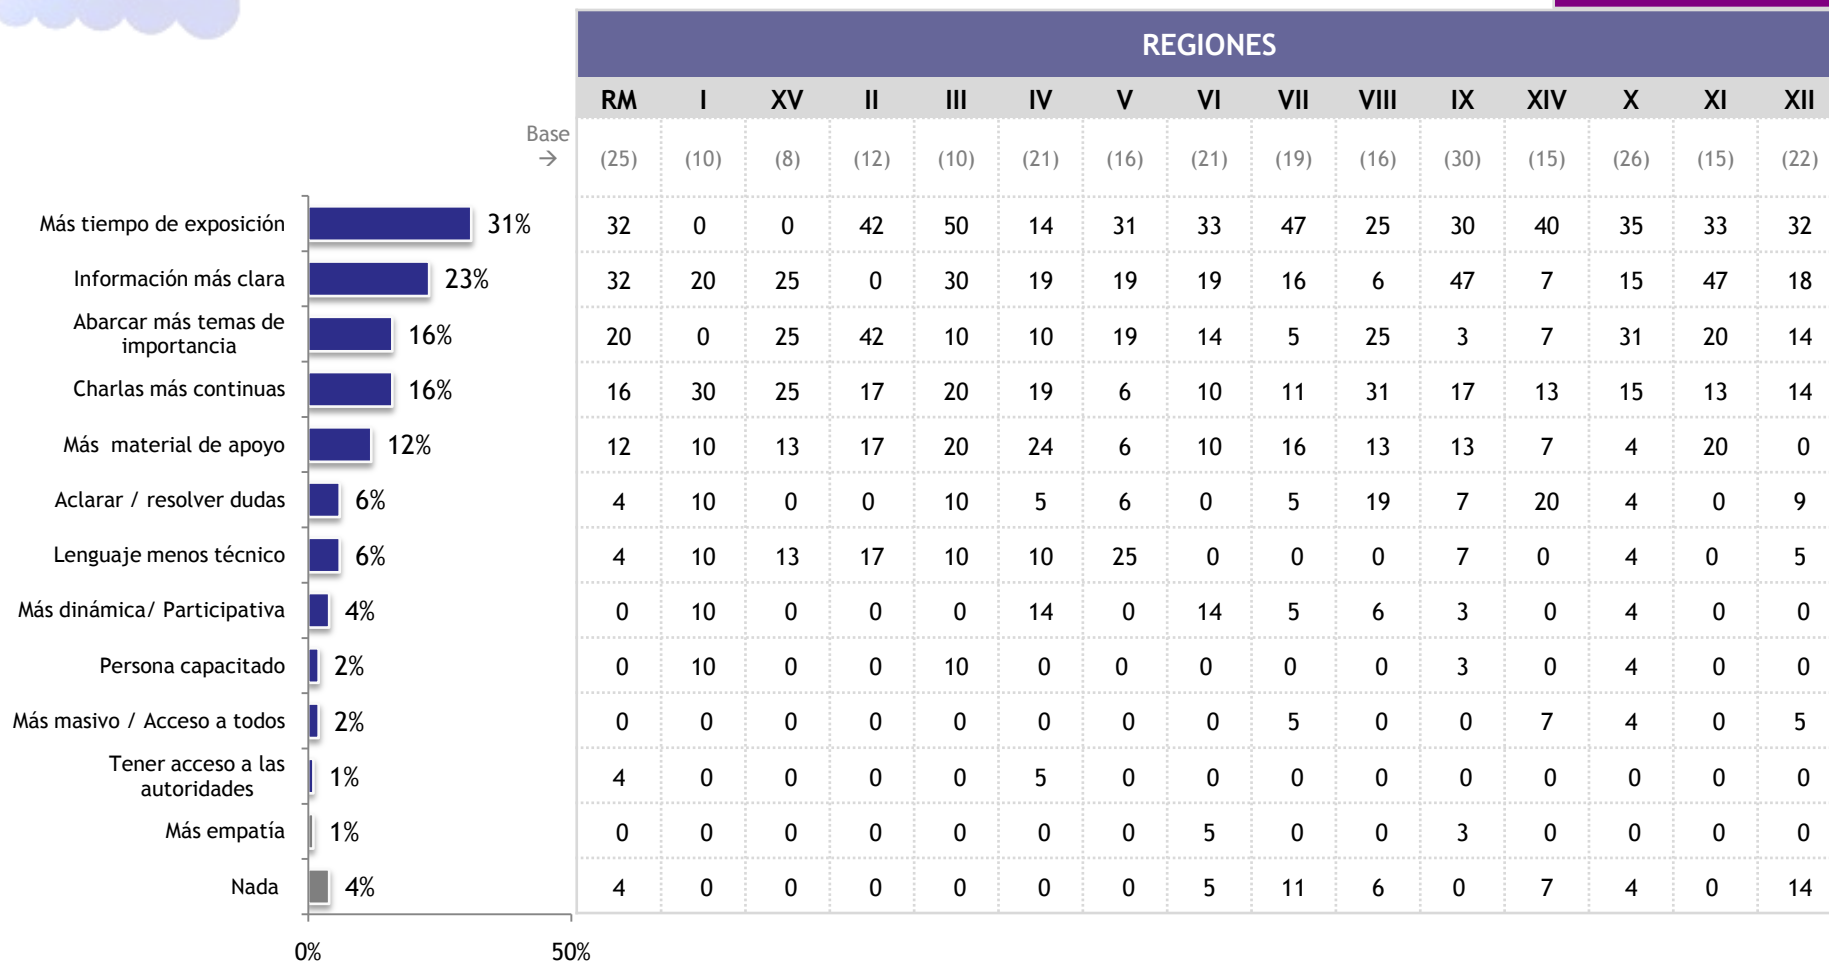 REGIONES
RM I XV II III IV V VI VII VIII IX XIV X XI XII
Base
→ (25) (10) (8) (12) (10) (21) (16) (21) (19) (16) (30) (15) (26) (15) (22)
Más tiempo de exposición 31% 32 0 0 42 50 14 31 33 47 25 30 40 35 33 32
Información más clara 23% 32 20 25 0 30 19 19 19 16 6 47 7 15 47 18
Abarcar más temas de
importancia 16% 20 0 25 42 10 10 19 14 5 25 3 7 31 20 14
Charlas más continuas 16% 16 30 25 17 20 19 6 10 11 31 17 13 15 13 14
Más material de apoyo 12% 12 10 13 17 20 24 6 10 16 13 13 7 4 20 0
Aclarar / resolver dudas 6% 4 10 0 0 10 5 6 0 5 19 7 20 4 0 9
Lenguaje menos técnico 6% 4 10 13 17 10 10 25 0 0 0 7 0 4 0 5
Más dinámica/ Participativa 4% 0 10 0 0 0 14 0 14 5 6 3 0 4 0 0
Persona capacitado 2% 0 10 0 0 10 0 0 0 0 0 3 0 4 0 0
Más masivo / Acceso a todos 2% 0 0 0 0 0 0 0 0 5 0 0 7 4 0 5
Tener acceso a las
autoridades 1% 4 0 0 0 0 5 0 0 0 0 0 0 0 0 0
Más empatía 1% 0 0 0 0 0 0 0 5 0 0 3 0 0 0 0
Nada 4% 4 0 0 0 0 0 0 5 11 6 0 7 4 0 14
0% 50%